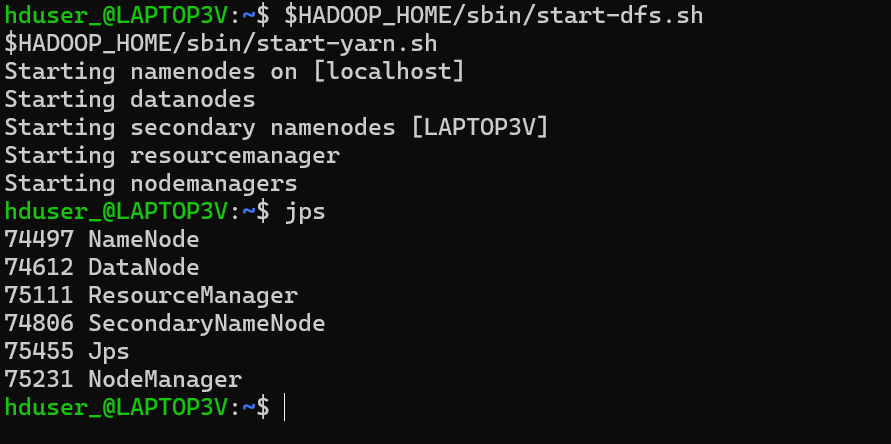 hduser_@LAPTOP3V:~$ $HADOOP_HOME/sbin/start-dfs.sh
$HADOOP_HOME/sbin/start-yarn.sh
Starting namenodes on [localhost]
Starting datanodes
Starting secondary namenodes [LAPTOP3V]
Starting resourcemanager
Starting nodemanagers
hduser_@LAPTOP3V:~$ jps
74497 NameNode
74612 DataNode
75111 ResourceManager
74806 SecondaryNameNode
75455 Jps
75231 NodeManager
hduser_@LAPTOP3V:~$